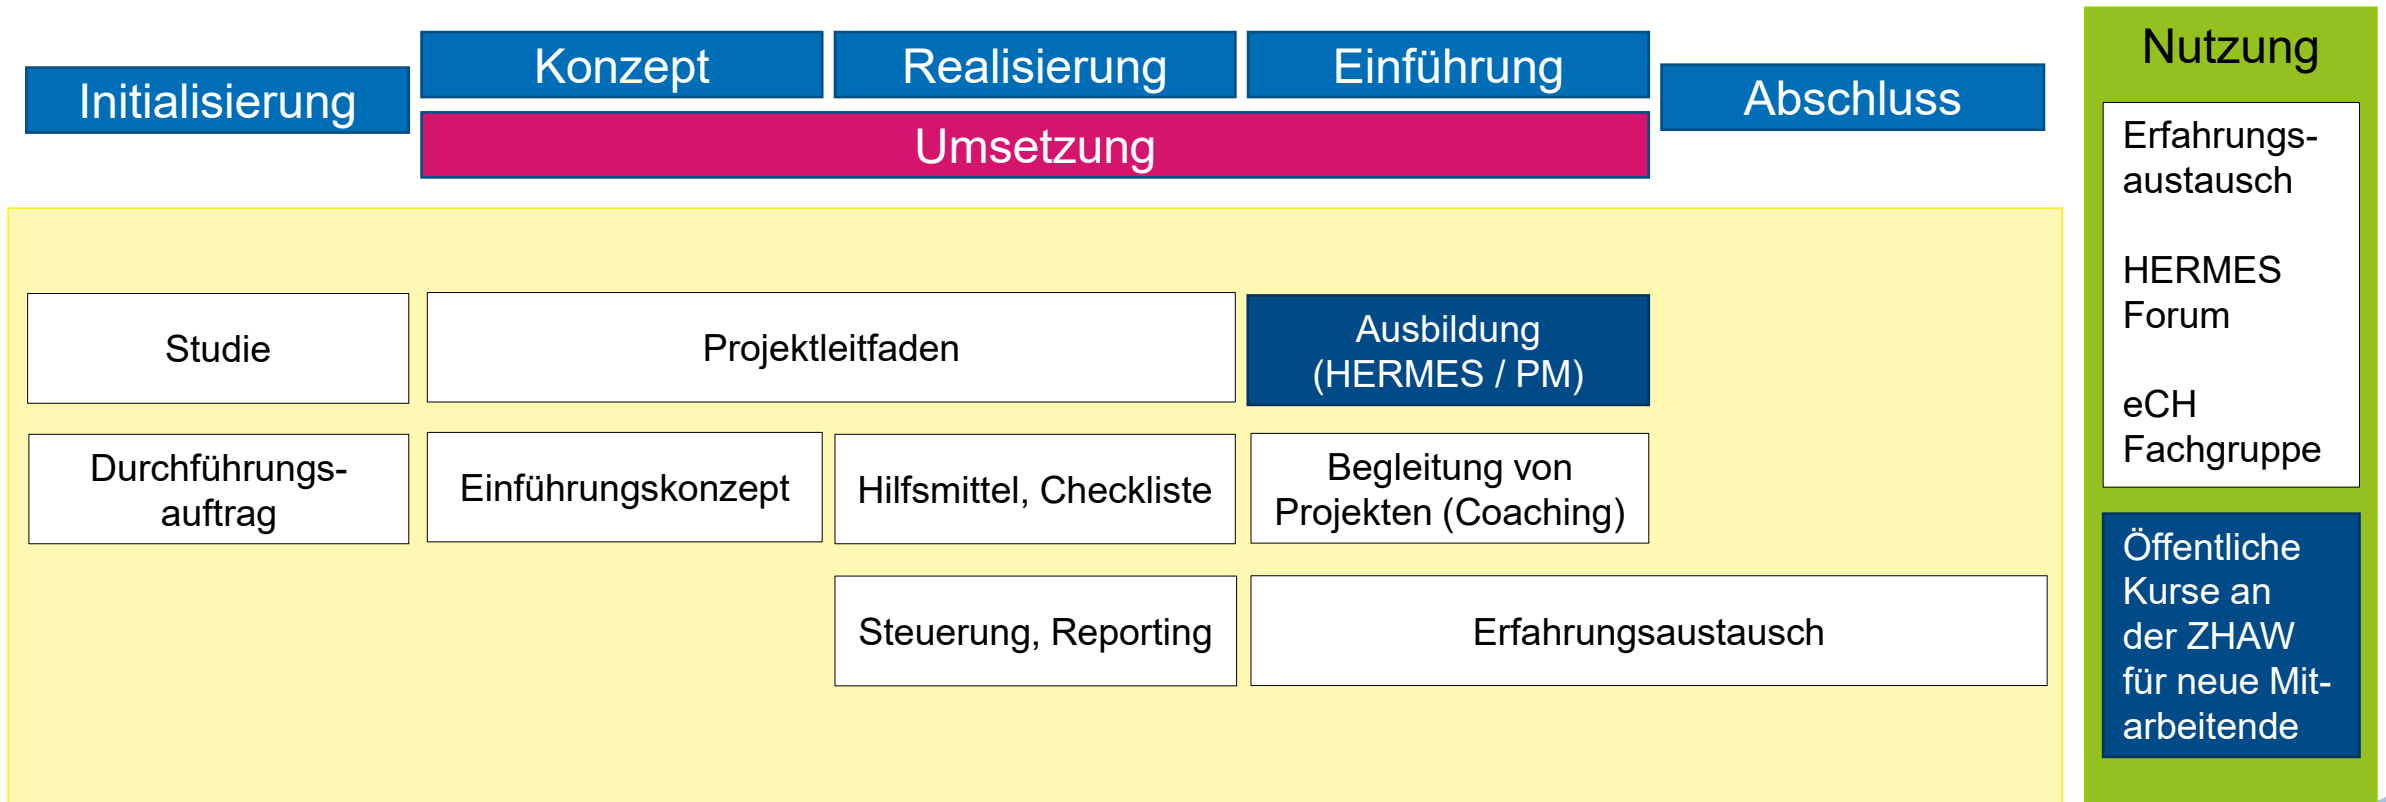 Initialisierung
Konzept
Realisierung
Einführung
Abschluss
Umsetzung
Studie
Projektleitfaden
Ausbildung
(HERMES / PM)
Durchführungs-
auftrag
Einführungskonzept
Hilfsmittel, Checkliste
Begleitung von
Projekten (Coaching)
Steuerung, Reporting
Erfahrungsaustausch
Nutzung
Erfahrungs-
austausch
HERMES
Forum
eCH
Fachgruppe
Öffentliche
Kurse an
der ZHAW
für neue Mit-
arbeitende